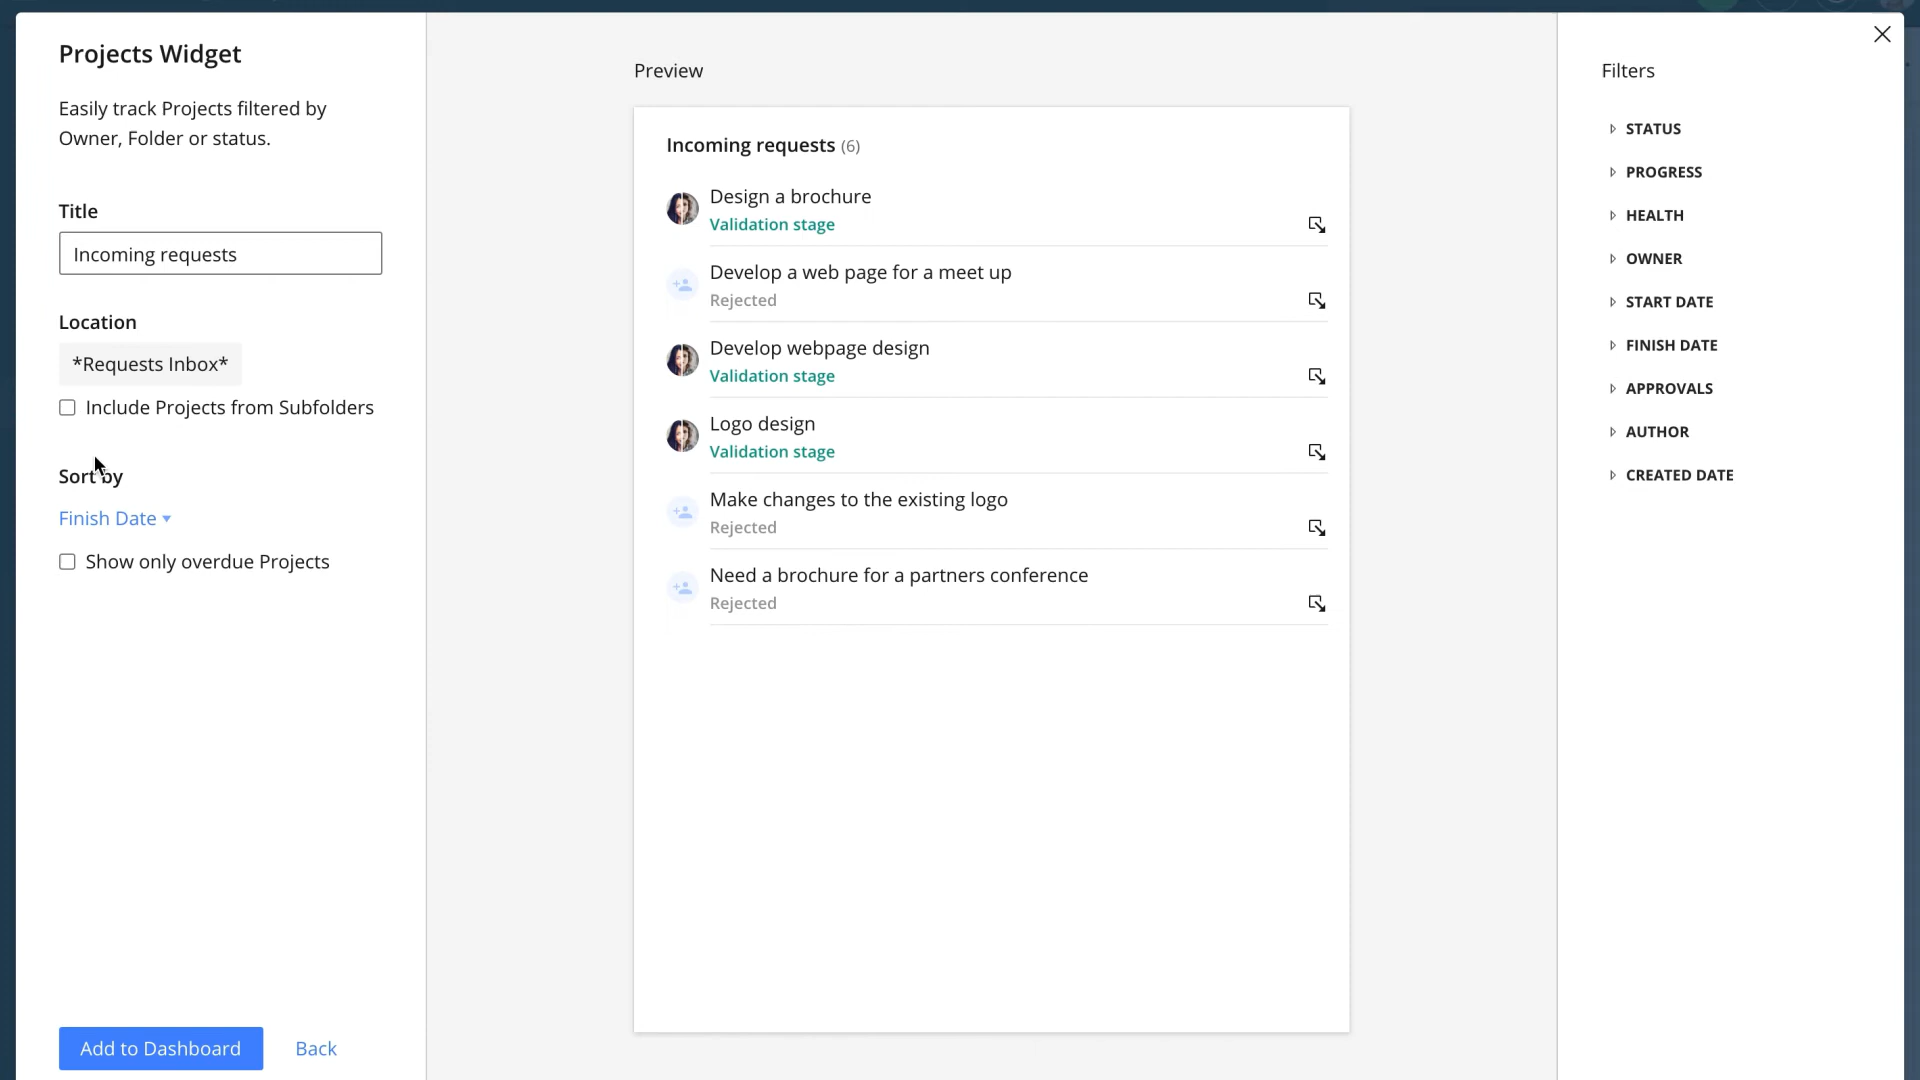 Projects Widget
Easily track Projects filtered by
Owner, Folder or status.
Title
Incoming requests
Location
*Requests Inbox*
Include Projects from Subfolders
Sort by
Finish Date
Show only overdue Projects
Add to Dashboard
Back
Preview
Incoming requests (6)
Design a brochure
Validation stage
Develop a web page for a meet up
Rejected
Develop webpage design
Validation stage
Logo design
Validation stage
Make changes to the existing logo
Rejected
Need a brochure for a partners conference
Rejected
Filters
STATUS
PROGRESS
HEALTH
OWNER
START DATE
FINISH DATE
APPROVALS
AUTHOR
CREATED DATE